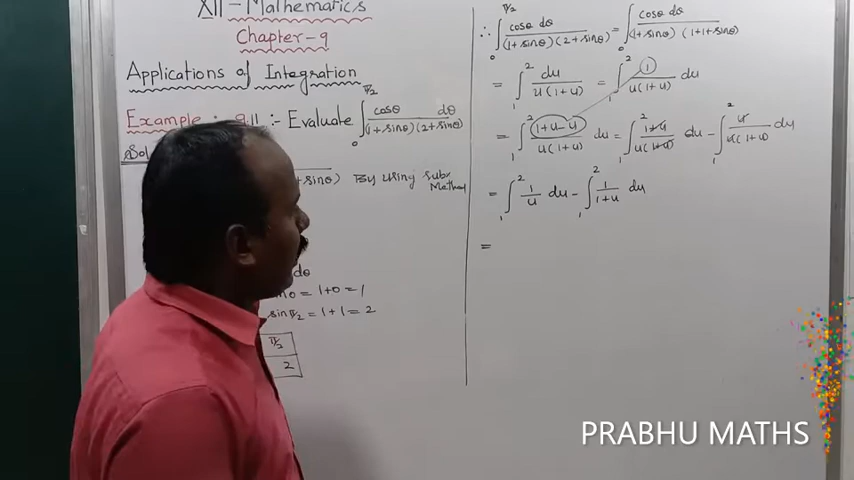 XII - Mathematics
Chapter-9
Applications of Integration
Example : 9.11 :- Evaluate ∫₀^(π/2) cosθ dθ / (1+sinθ)(2+sinθ)
Sol
+sinθ) By using sub. Method
dθ
= 1+0 = 1
sin π/2 = 1+1 = 2
π/2
2
∴ ∫₀^(π/2) cosθ dθ / (1+sinθ)(2+sinθ) = ∫₀ cosθ dθ / (1+sinθ)(1+1+sinθ)
= ∫₁² du / u(1+u) = ∫₁² 1 / u(1+u) du
= ∫₁² (1+u-u) / u(1+u) du = ∫₁² 1+u / u(1+u) du - ∫₁² u / u(1+u) du
= ∫₁² 1/u du - ∫₁² 1/(1+u) du
=
PRABHU MATHS